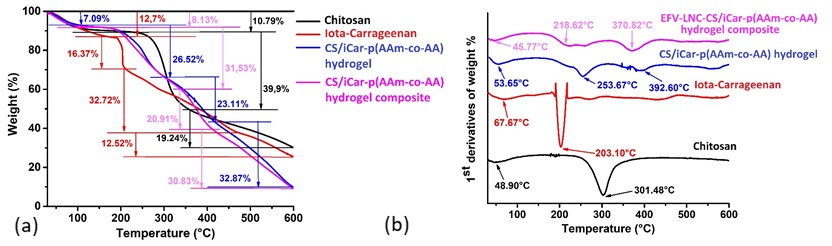 100
80
60
40
20
0
Weight (%)
100
200
300
400
500
600
Temperature (°C)
(a)
7.09%
12,7%
8.13%
10.79%
16.37%
26.52%
31,53%
39,9%
32.72%
23.11%
20.91%
19.24%
12.52%
30.83%
32.87%
Chitosan
Iota-Carrageenan
CS/iCar-p(AAm-co-AA)
hydrogel
CS/iCar-p(AAm-co-AA)
hydrogel composite
1st derivatives of weight %
EFV-LNC-CS/iCar-p(AAm-co-AA)
hydrogel composite
45.77°C
218.62°C
370.82°C
CS/iCar-p(AAm-co-AA) hydrogel
53.65°C
253.67°C
392.60°C
Iota-Carrageenan
67.67°C
203.10°C
Chitosan
48.90°C
301.48°C
100
200
300
400
500
600
Temperature (°C)
(b)